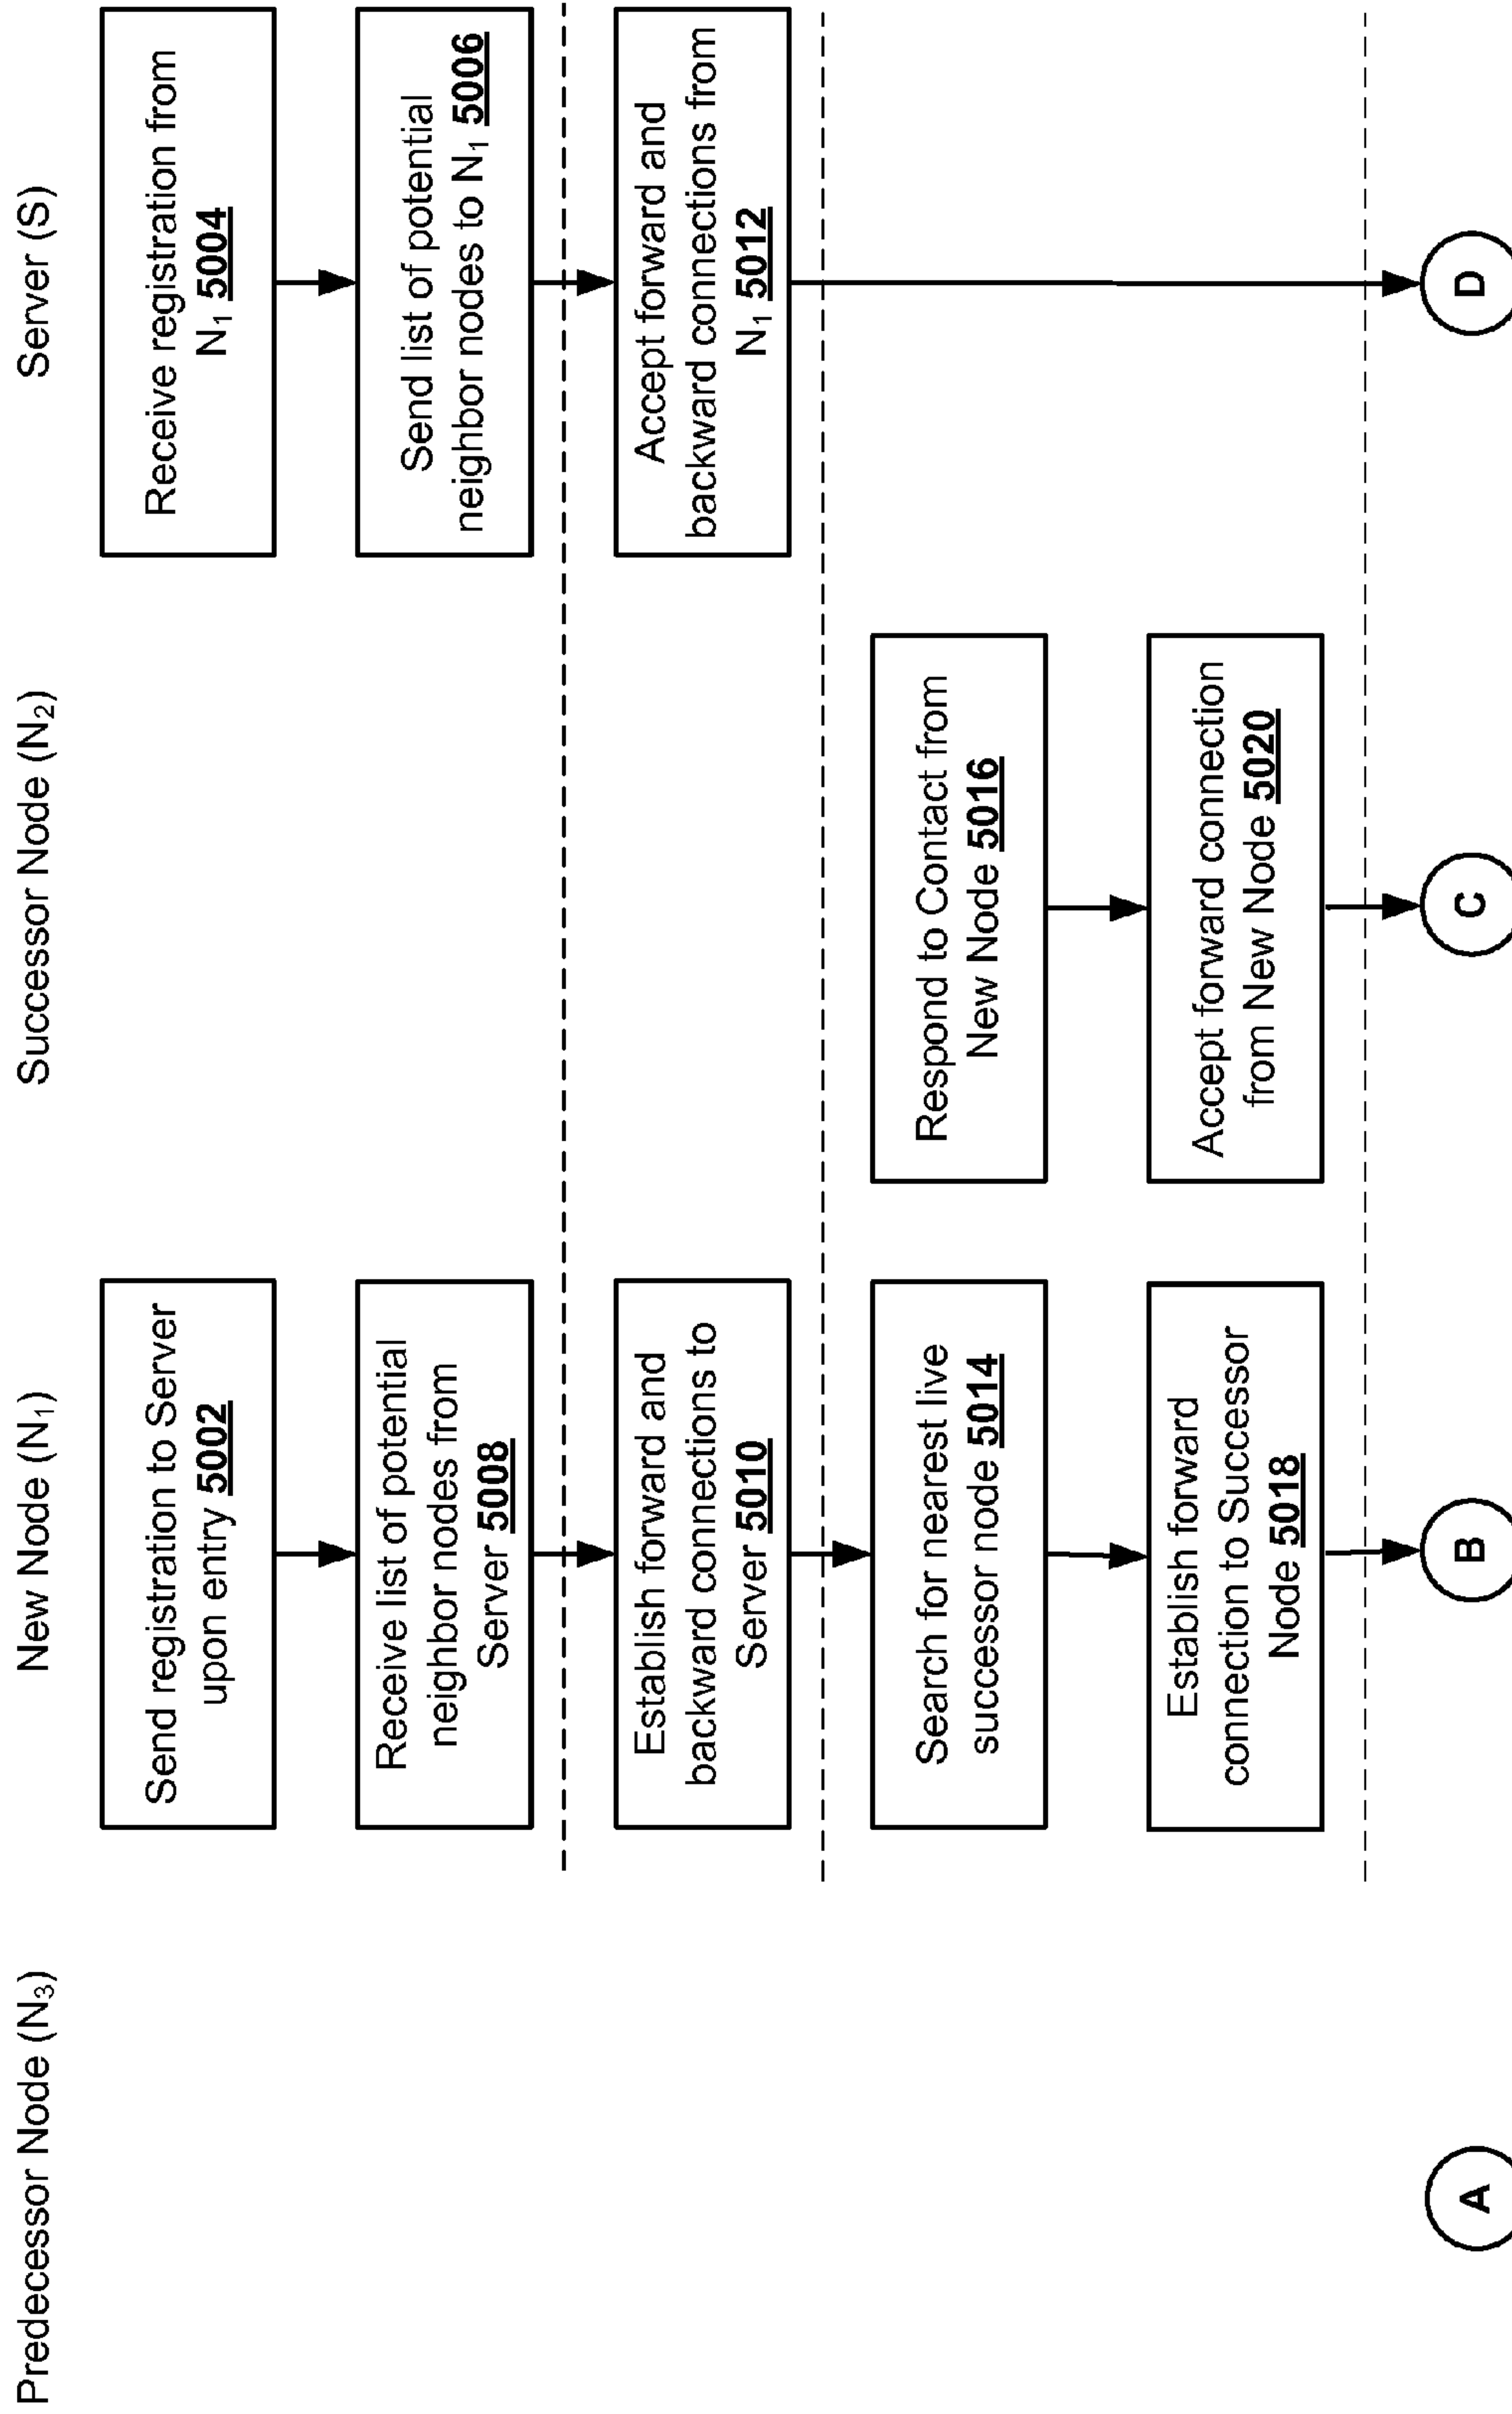 Predecessor Node (N3)
New Node (N1)
Successor Node (N2)
Server (S)
Send registration to Server
upon entry 5002
Receive registration from
N1 5004
Receive list of potential
neighbor nodes from
Server 5008
Send list of potential
neighbor nodes to N1 5006
Establish forward and
backward connections to
Server 5010
Accept forward and
backward connections from
N1 5012
Search for nearest live
successor node 5014
Respond to Contact from
New Node 5016
Establish forward
connection to Successor
Node 5018
Accept forward connection
from New Node 5020
A
B
C
D